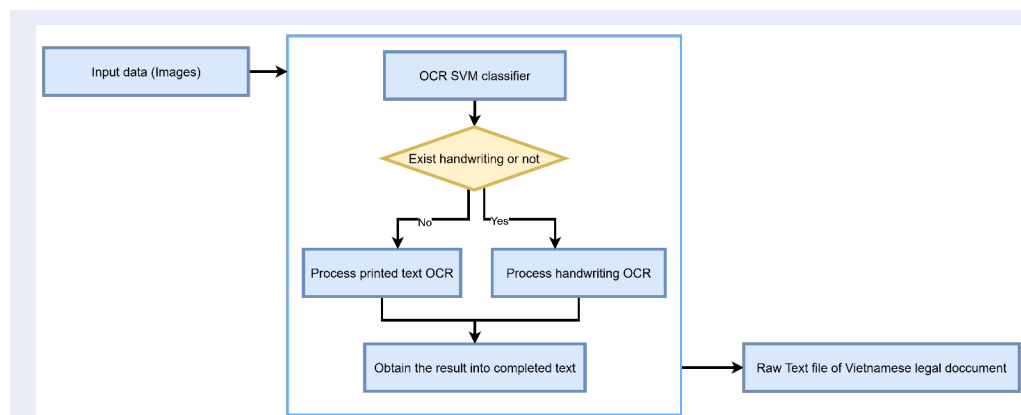 Input data (Images)
OCR SVM classifier
Exist handwriting or not
No
Yes
Process printed text OCR
Process handwriting OCR
Obtain the result into completed text
Raw Text file of Vietnamese legal doccument